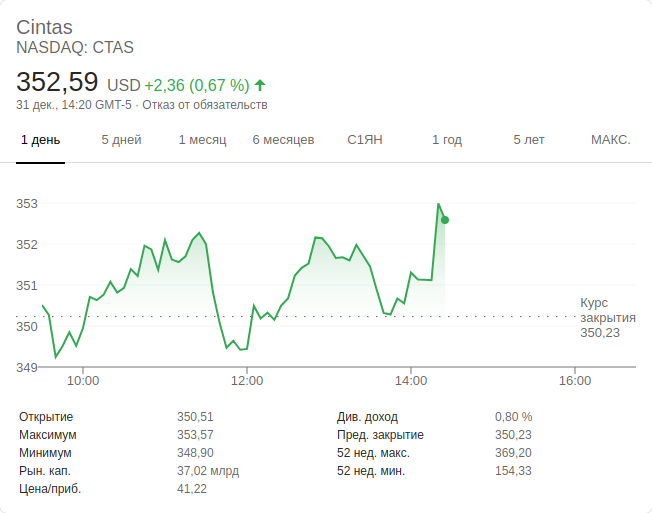 Cintas
NASDAQ: CTAS
352,59 USD +2,36 (0,67 %)
31 дек., 14:20 GMT-5 · Отказ от обязательств
1 день 5 дней 1 месяц 6 месяцев С1ЯН 1 год 5 лет МАКС.
353
352
351
350
349
Курс
закрытия
350,23
10:00 12:00 14:00 16:00
Открытие 350,51 Див. доход 0,80 %
Максимум 353,57 Пред. закрытие 350,23
Минимум 348,90 52 нед. макс. 369,20
Рын. кап. 37,02 млрд 52 нед. мин. 154,33
Цена/приб. 41,22